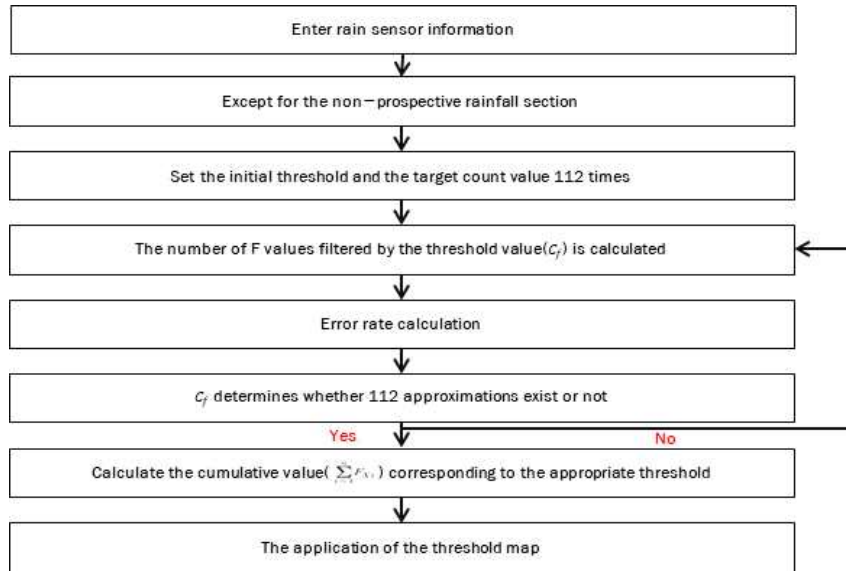 Enter rain sensor information
Except for the non-prospective rainfall section
Set the initial threshold and the target count value 112 times
The number of F values filtered by the threshold value(C_f) is calculated
Error rate calculation
C_f determines whether 112 approximations exist or not
Yes
No
Calculate the cumulative value( ∑ ) corresponding to the appropriate threshold
The application of the threshold map